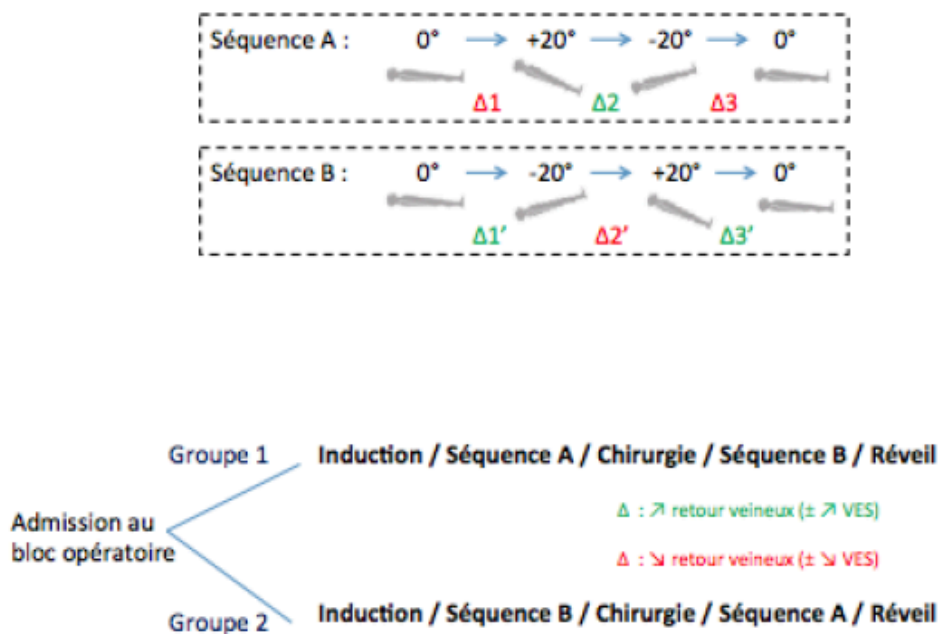 Séquence A : 0° → +20° → -20° → 0°
Δ1 Δ2 Δ3
Séquence B : 0° → -20° → +20° → 0°
Δ1' Δ2' Δ3'
Groupe 1 Induction / Séquence A / Chirurgie / Séquence B / Réveil
Δ : ↗ retour veineux (± ↗ VES)
Admission au
bloc opératoire
Δ : ↘ retour veineux (± ↘ VES)
Groupe 2 Induction / Séquence B / Chirurgie / Séquence A / Réveil